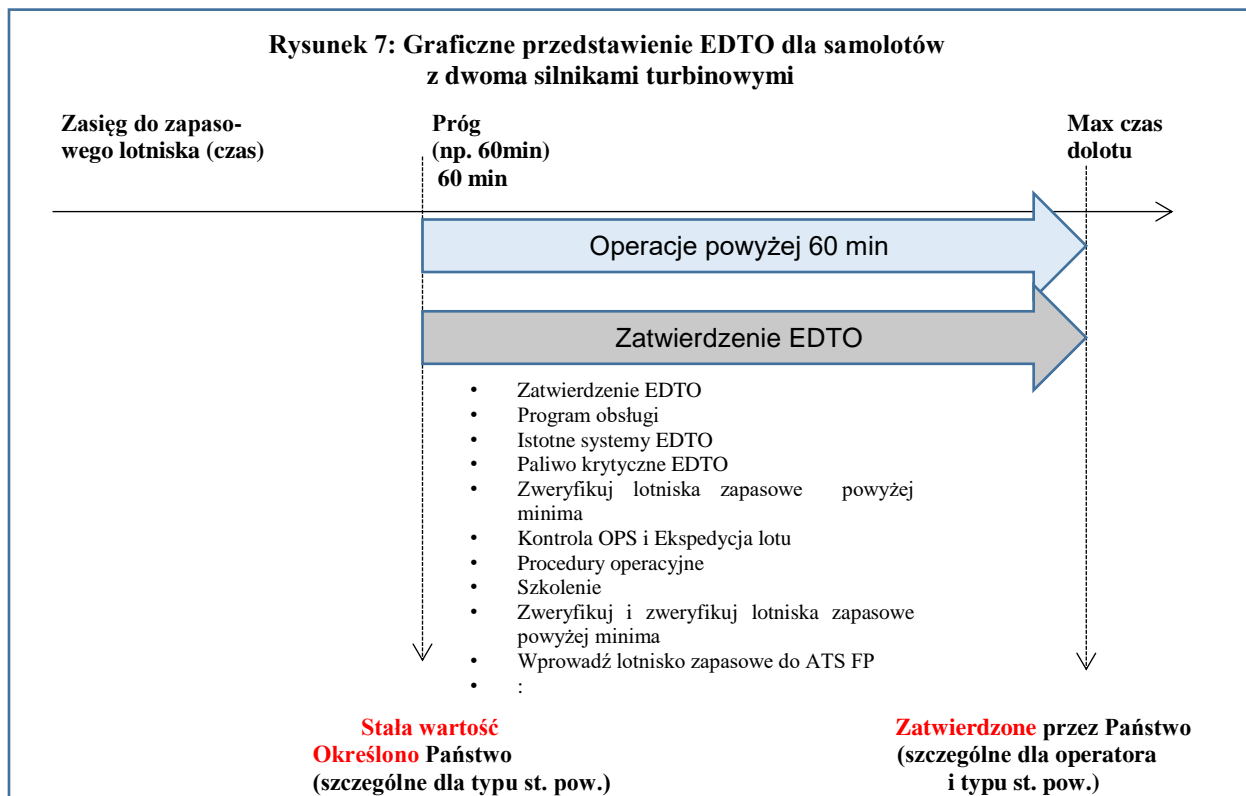 Rysunek 7: Graficzne przedstawienie EDTO dla samolotów
z dwoma silnikami turbinowymi
Zasięg do zapaso-
wego lotniska (czas)
Próg
(np. 60min)
60 min
Max czas
dolotu
Operacje powyżej 60 min
Zatwierdzenie EDTO
• Zatwierdzenie EDTO
• Program obsługi
• Istotne systemy EDTO
• Paliwo krytyczne EDTO
• Zweryfikuj lotniska zapasowe powyżej
minima
• Kontrola OPS i Ekspedycja lotu
• Procedury operacyjne
• Szkolenie
• Zweryfikuj i zweryfikuj lotniska zapasowe
powyżej minima
• Wprowadź lotnisko zapasowe do ATS FP
• :
Stała wartość
Określono Państwo
(szczególne dla typu st. pow.)
Zatwierdzone przez Państwo
(szczególne dla operatora
i typu st. pow.)